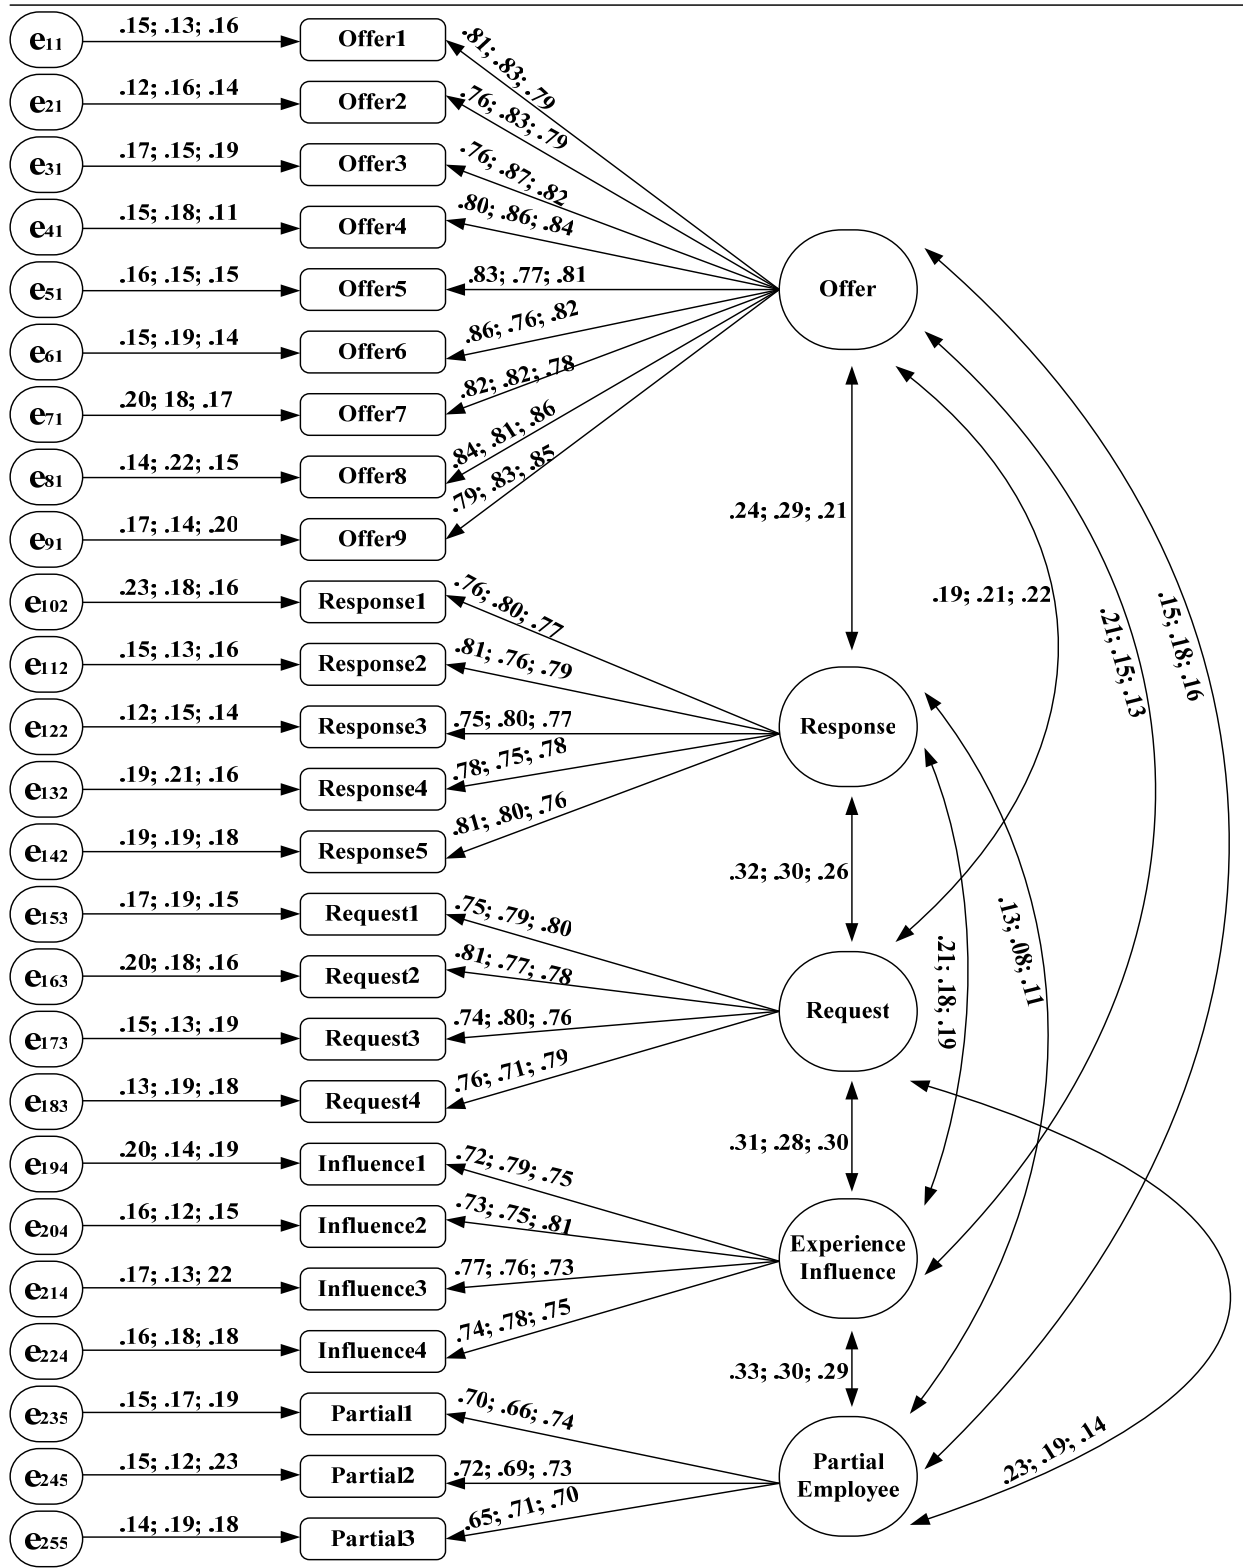 e11 .15; .13; .16 Offer1 .81; .83; .79
e21 .12; .16; .14 Offer2 .76; .83; .79
e31 .17; .15; .19 Offer3 .76; .87; .82
e41 .15; .18; .11 Offer4 .80; .86; .84
e51 .16; .15; .15 Offer5 .83; .77; .81
Offer
e61 .15; .19; .14 Offer6 .86; .76; .82
e71 .20; 18; .17 Offer7 .82; .82; .78
e81 .14; .22; .15 Offer8 .84; .81; .86
e91 .17; .14; .20 Offer9 .79; .83; .85
.24; .29; .21
.19; .21; .22
.21; .15; .13
.15; .18; .16
e102 .23; .18; .16 Response1 .76; .80; .77
e112 .15; .13; .16 Response2 .81; .76; .79
e122 .12; .15; .14 Response3 .75; .80; .77
Response
e132 .19; .21; .16 Response4 .78; .75; .78
e142 .19; .19; .18 Response5 .81; .80; .76
.32; .30; .26
.21; .18; .19
.13; .08; .11
e153 .17; .19; .15 Request1 .75; .79; .80
e163 .20; .18; .16 Request2 .81; .77; .78
Request
e173 .15; .13; .19 Request3 .74; .80; .76
e183 .13; .19; .18 Request4 .76; .71; .79
.31; .28; .30
e194 .20; .14; .19 Influence1 .72; .79; .75
e204 .16; .12; .15 Influence2 .73; .75; .81
Experience
Influence
e214 .17; .13; 22 Influence3 .77; .76; .73
e224 .16; .18; .18 Influence4 .74; .78; .75
.33; .30; .29
e235 .15; .17; .19 Partial1 .70; .66; .74
.23; .19; .14
e245 .15; .12; .23 Partial2 .72; .69; .73
Partial
Employee
e255 .14; .19; .18 Partial3 .65; .71; .70